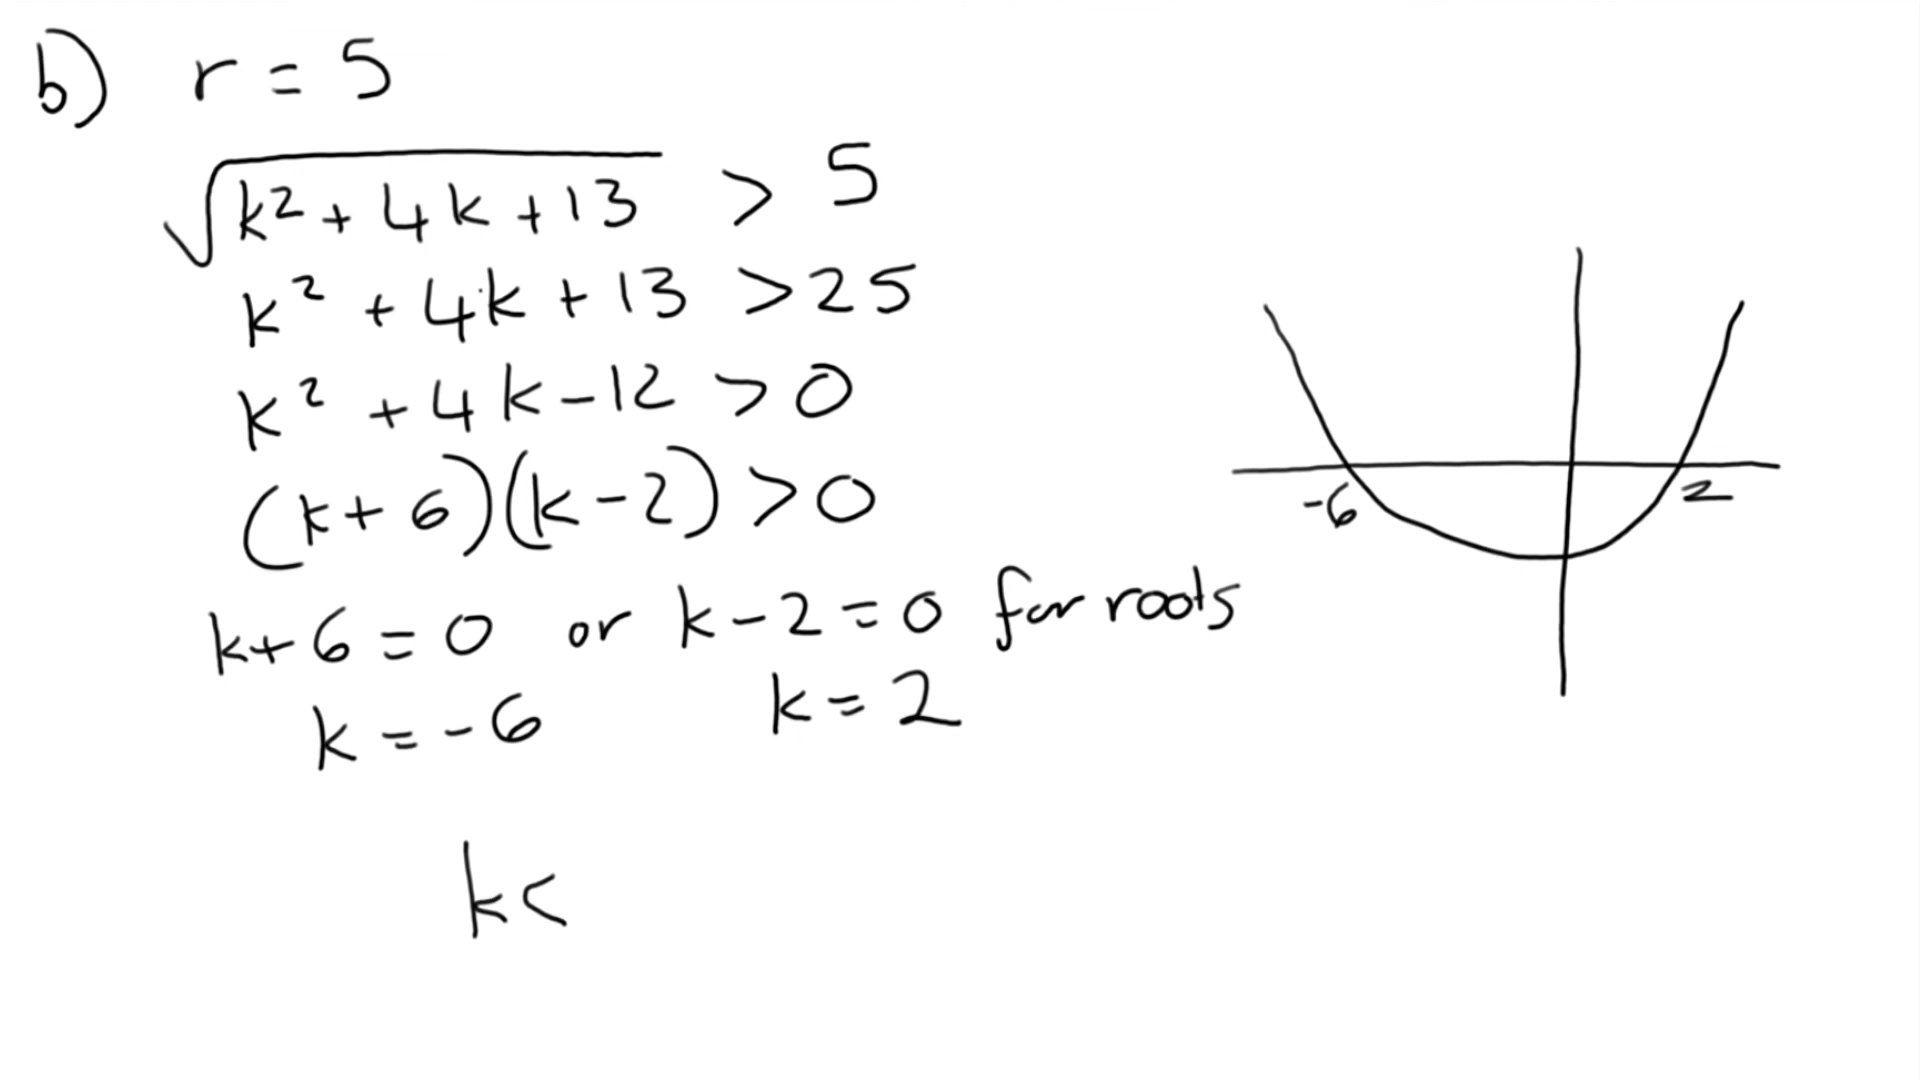 b) r = 5
√(k² + 4k + 13) > 5
k² + 4k + 13 > 25
k² + 4k - 12 > 0
(k + 6)(k - 2) > 0
k + 6 = 0 or k - 2 = 0 for roots
k = -6 k = 2
k <
-6 2